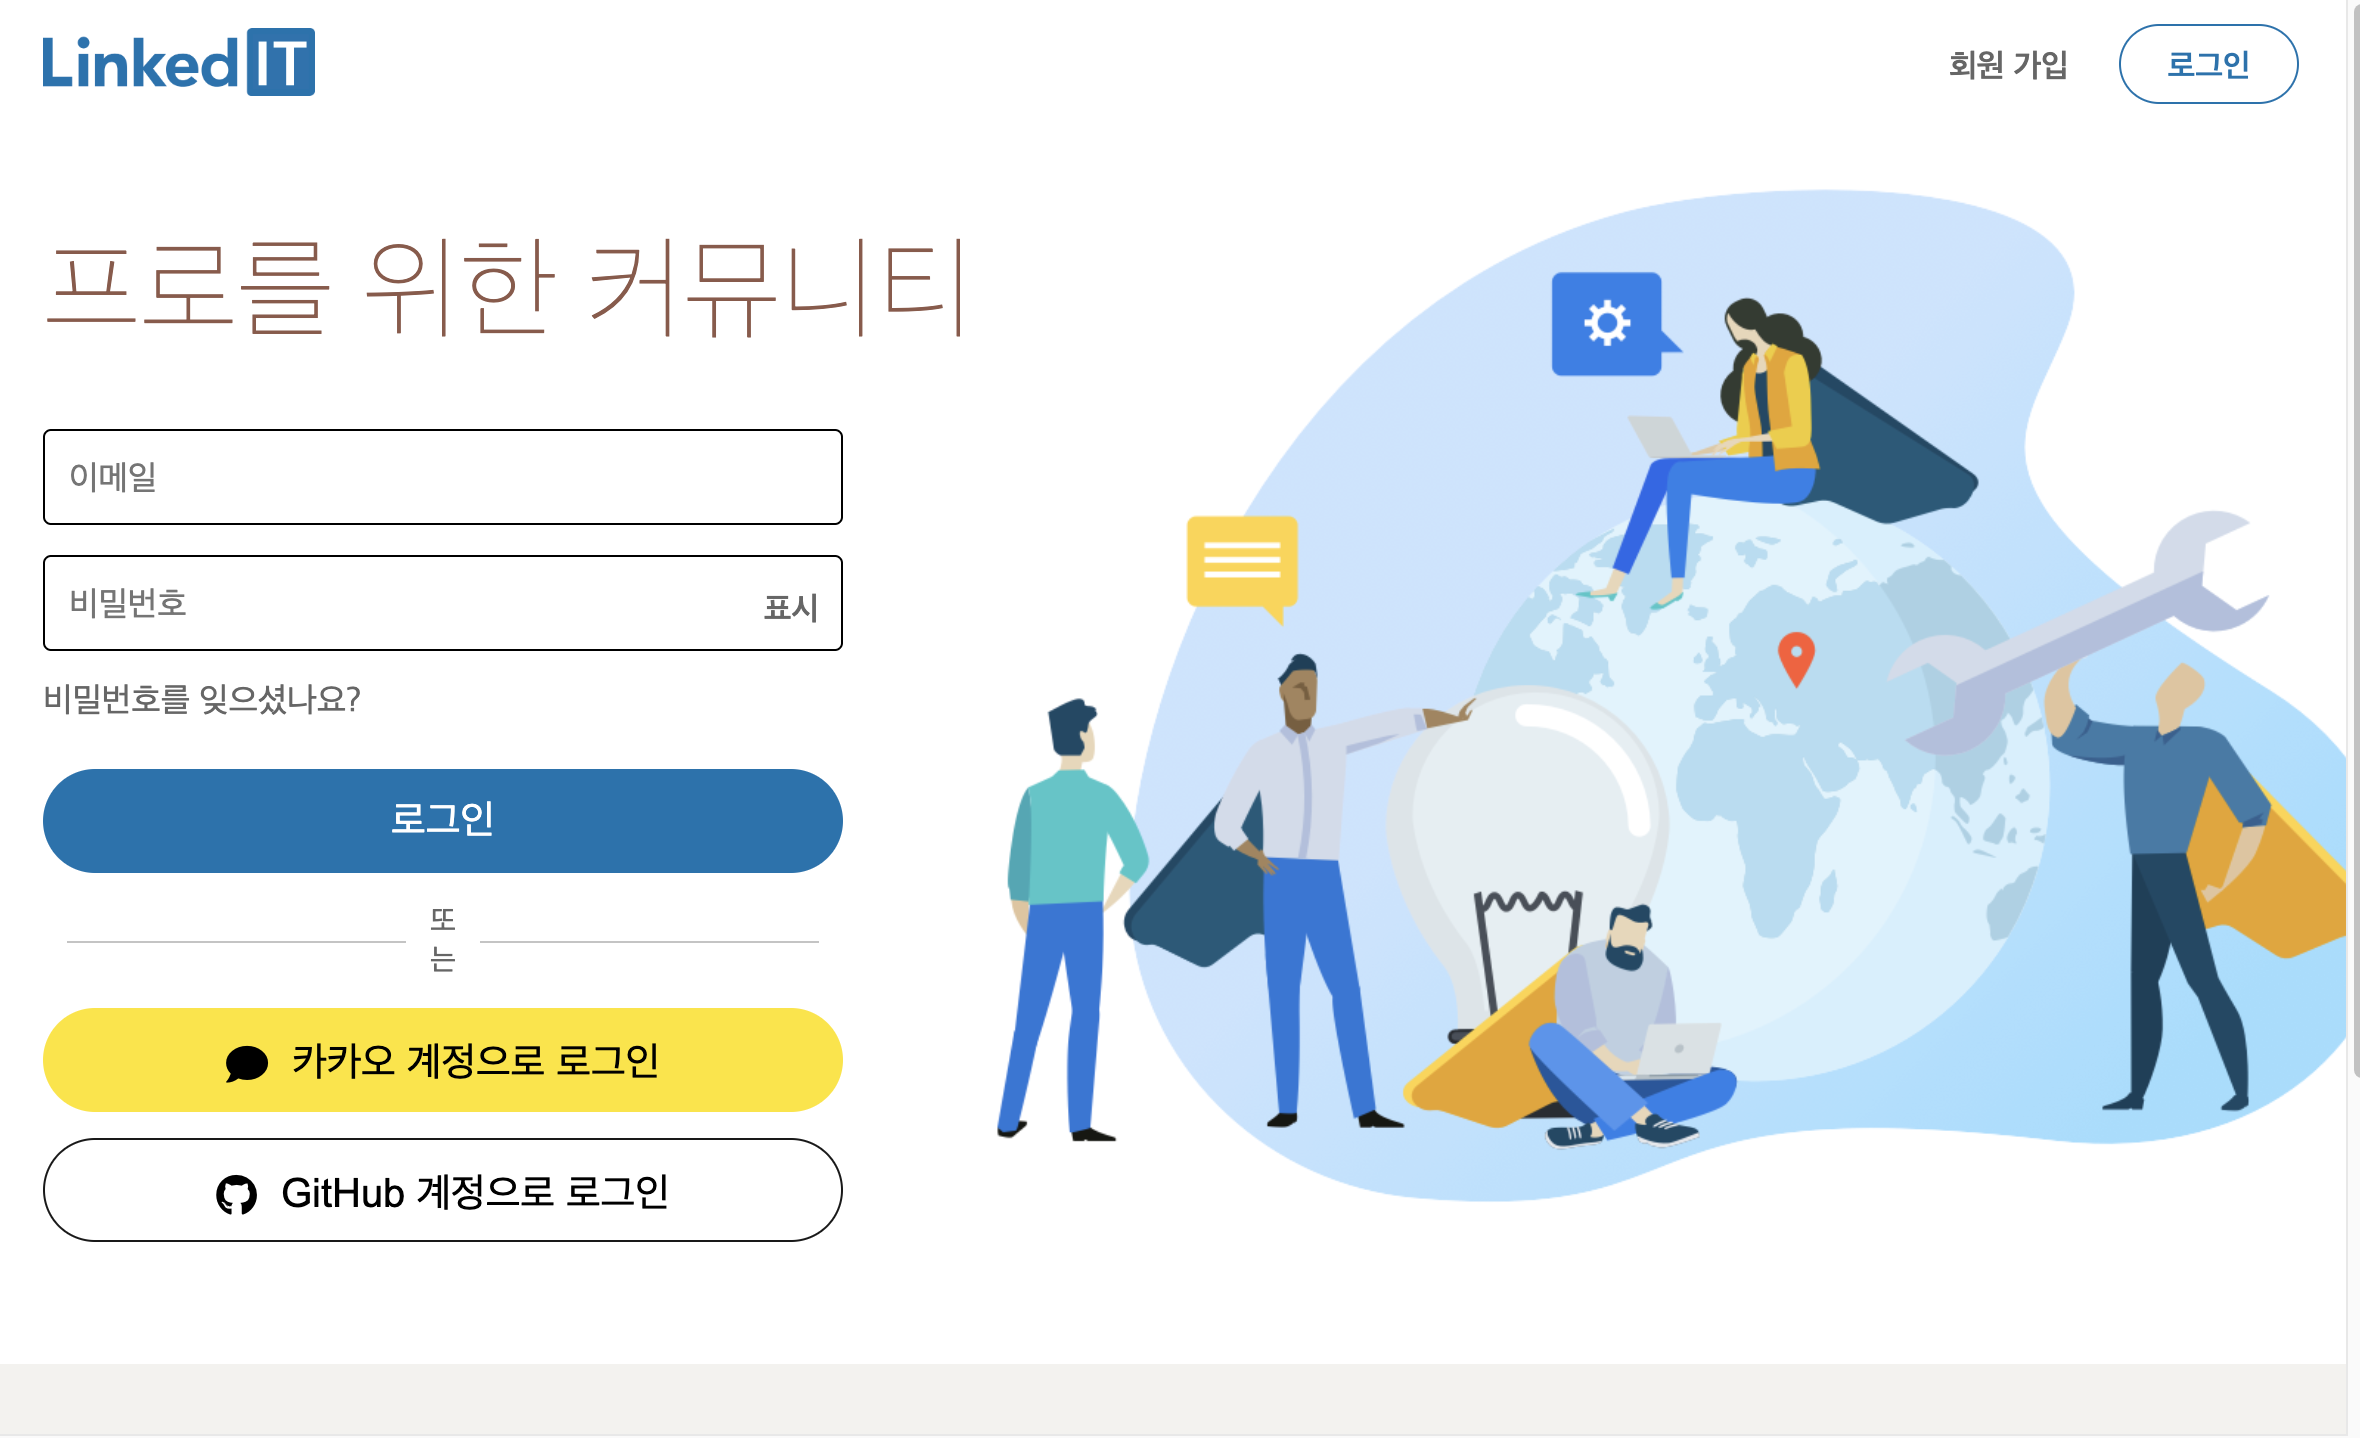 LinkedIT
회원 가입
로그인
프로를 위한 커뮤니티
이메일
비밀번호
표시
비밀번호를 잊으셨나요?
로그인
또
는
카카오 계정으로 로그인
GitHub 계정으로 로그인